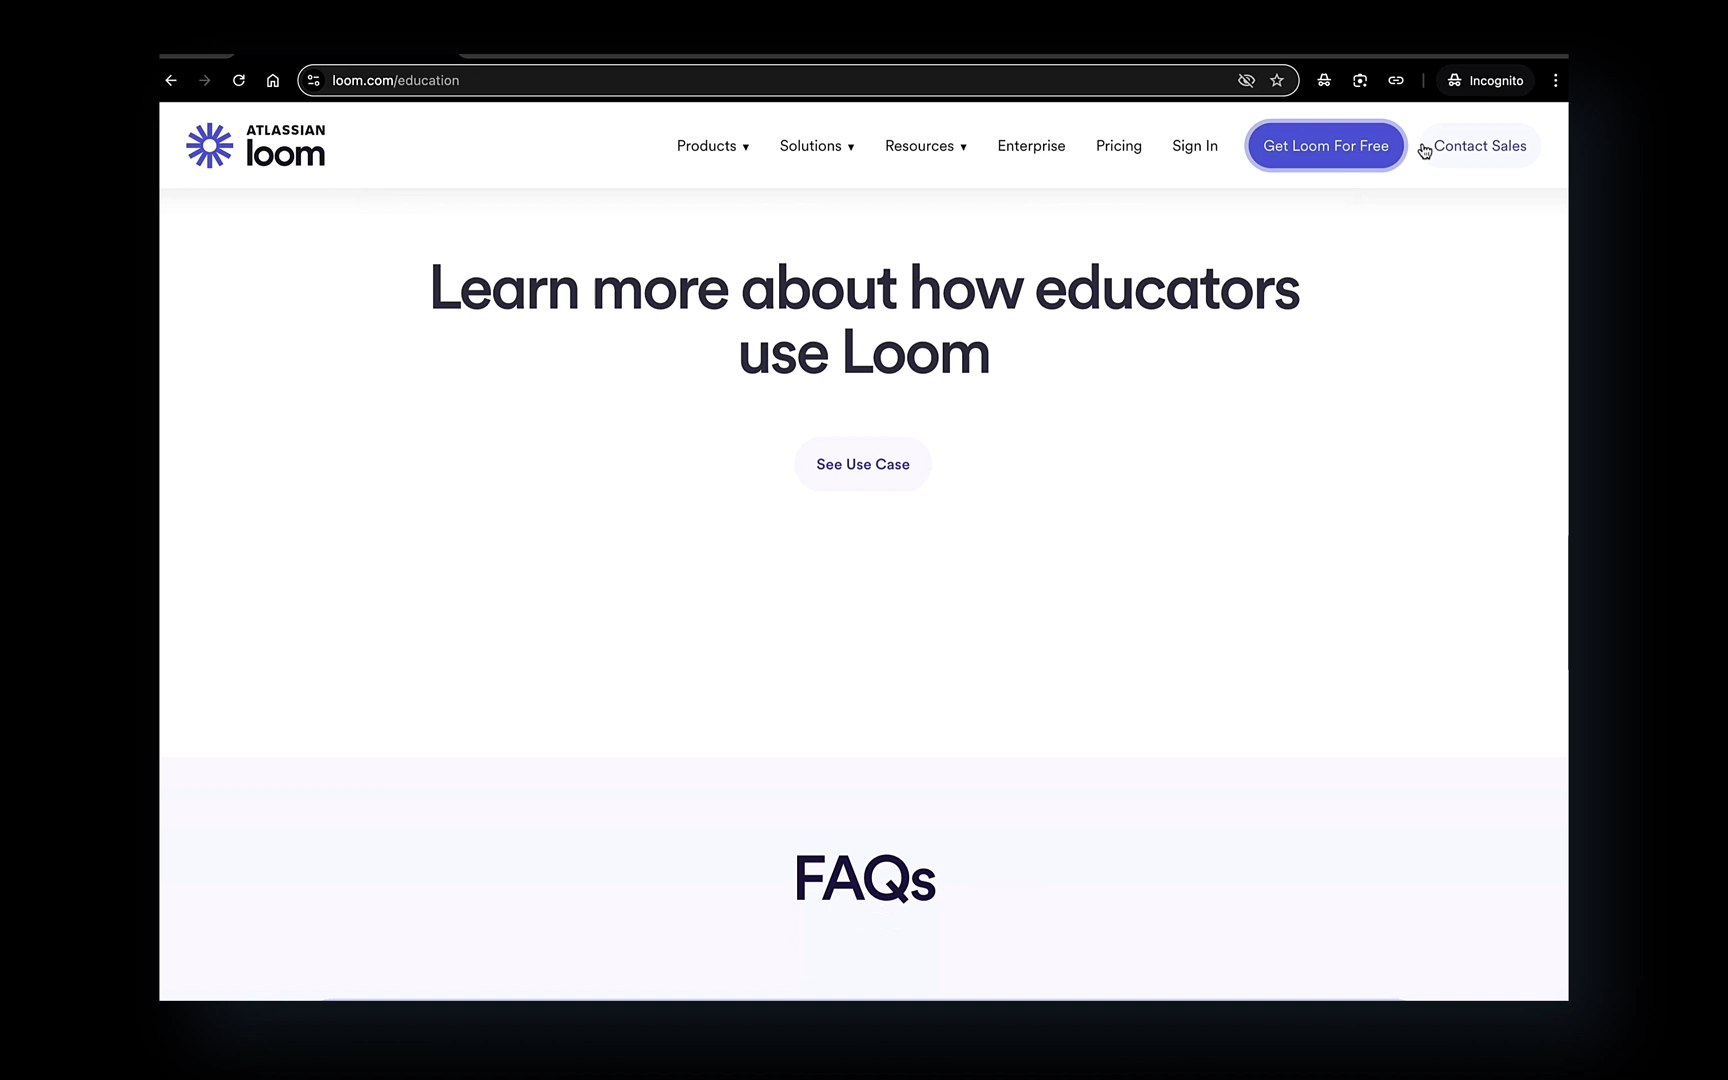 loom.com/education
Incognito
ATLASSIAN
loom
Products ▾ Solutions ▾ Resources ▾ Enterprise Pricing Sign In Get Loom For Free Contact Sales
Learn more about how educators
use Loom
See Use Case
FAQs